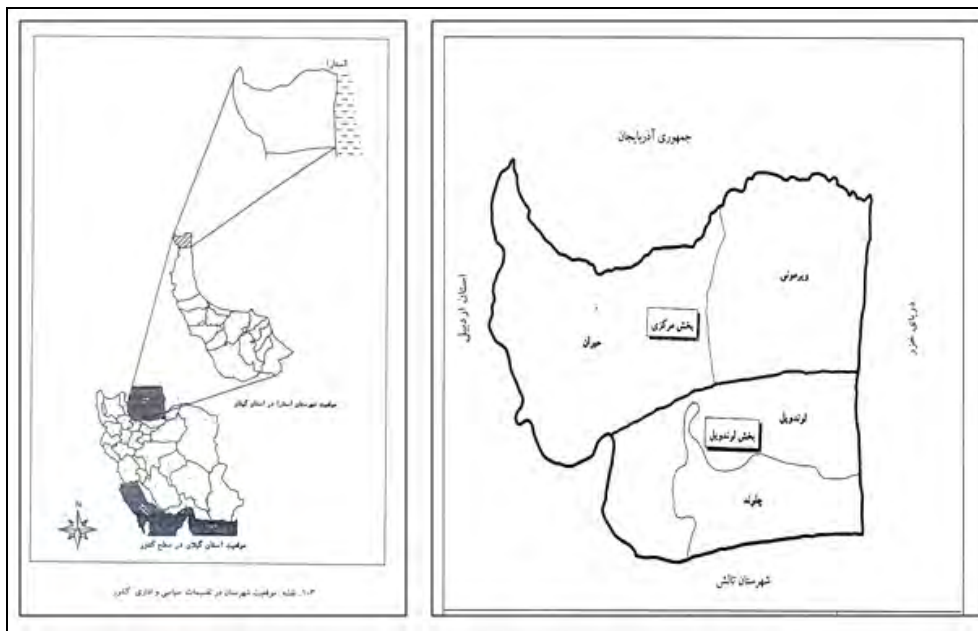 آستارا
موقعیت شهرستان آستارا در استان گیلان
N
موقعیت استان گیلان در سطح کشور
۱-۳. نقشه موقعیت شهرستان در تقسیمات سیاسی و اداری کشور
جمهوری آذربایجان
استان اردبیل
دریای خزر
ویرمونی
بخش مرکزی
حیران
لوندویل
بخش لوندویل
چلوند
شهرستان تالش